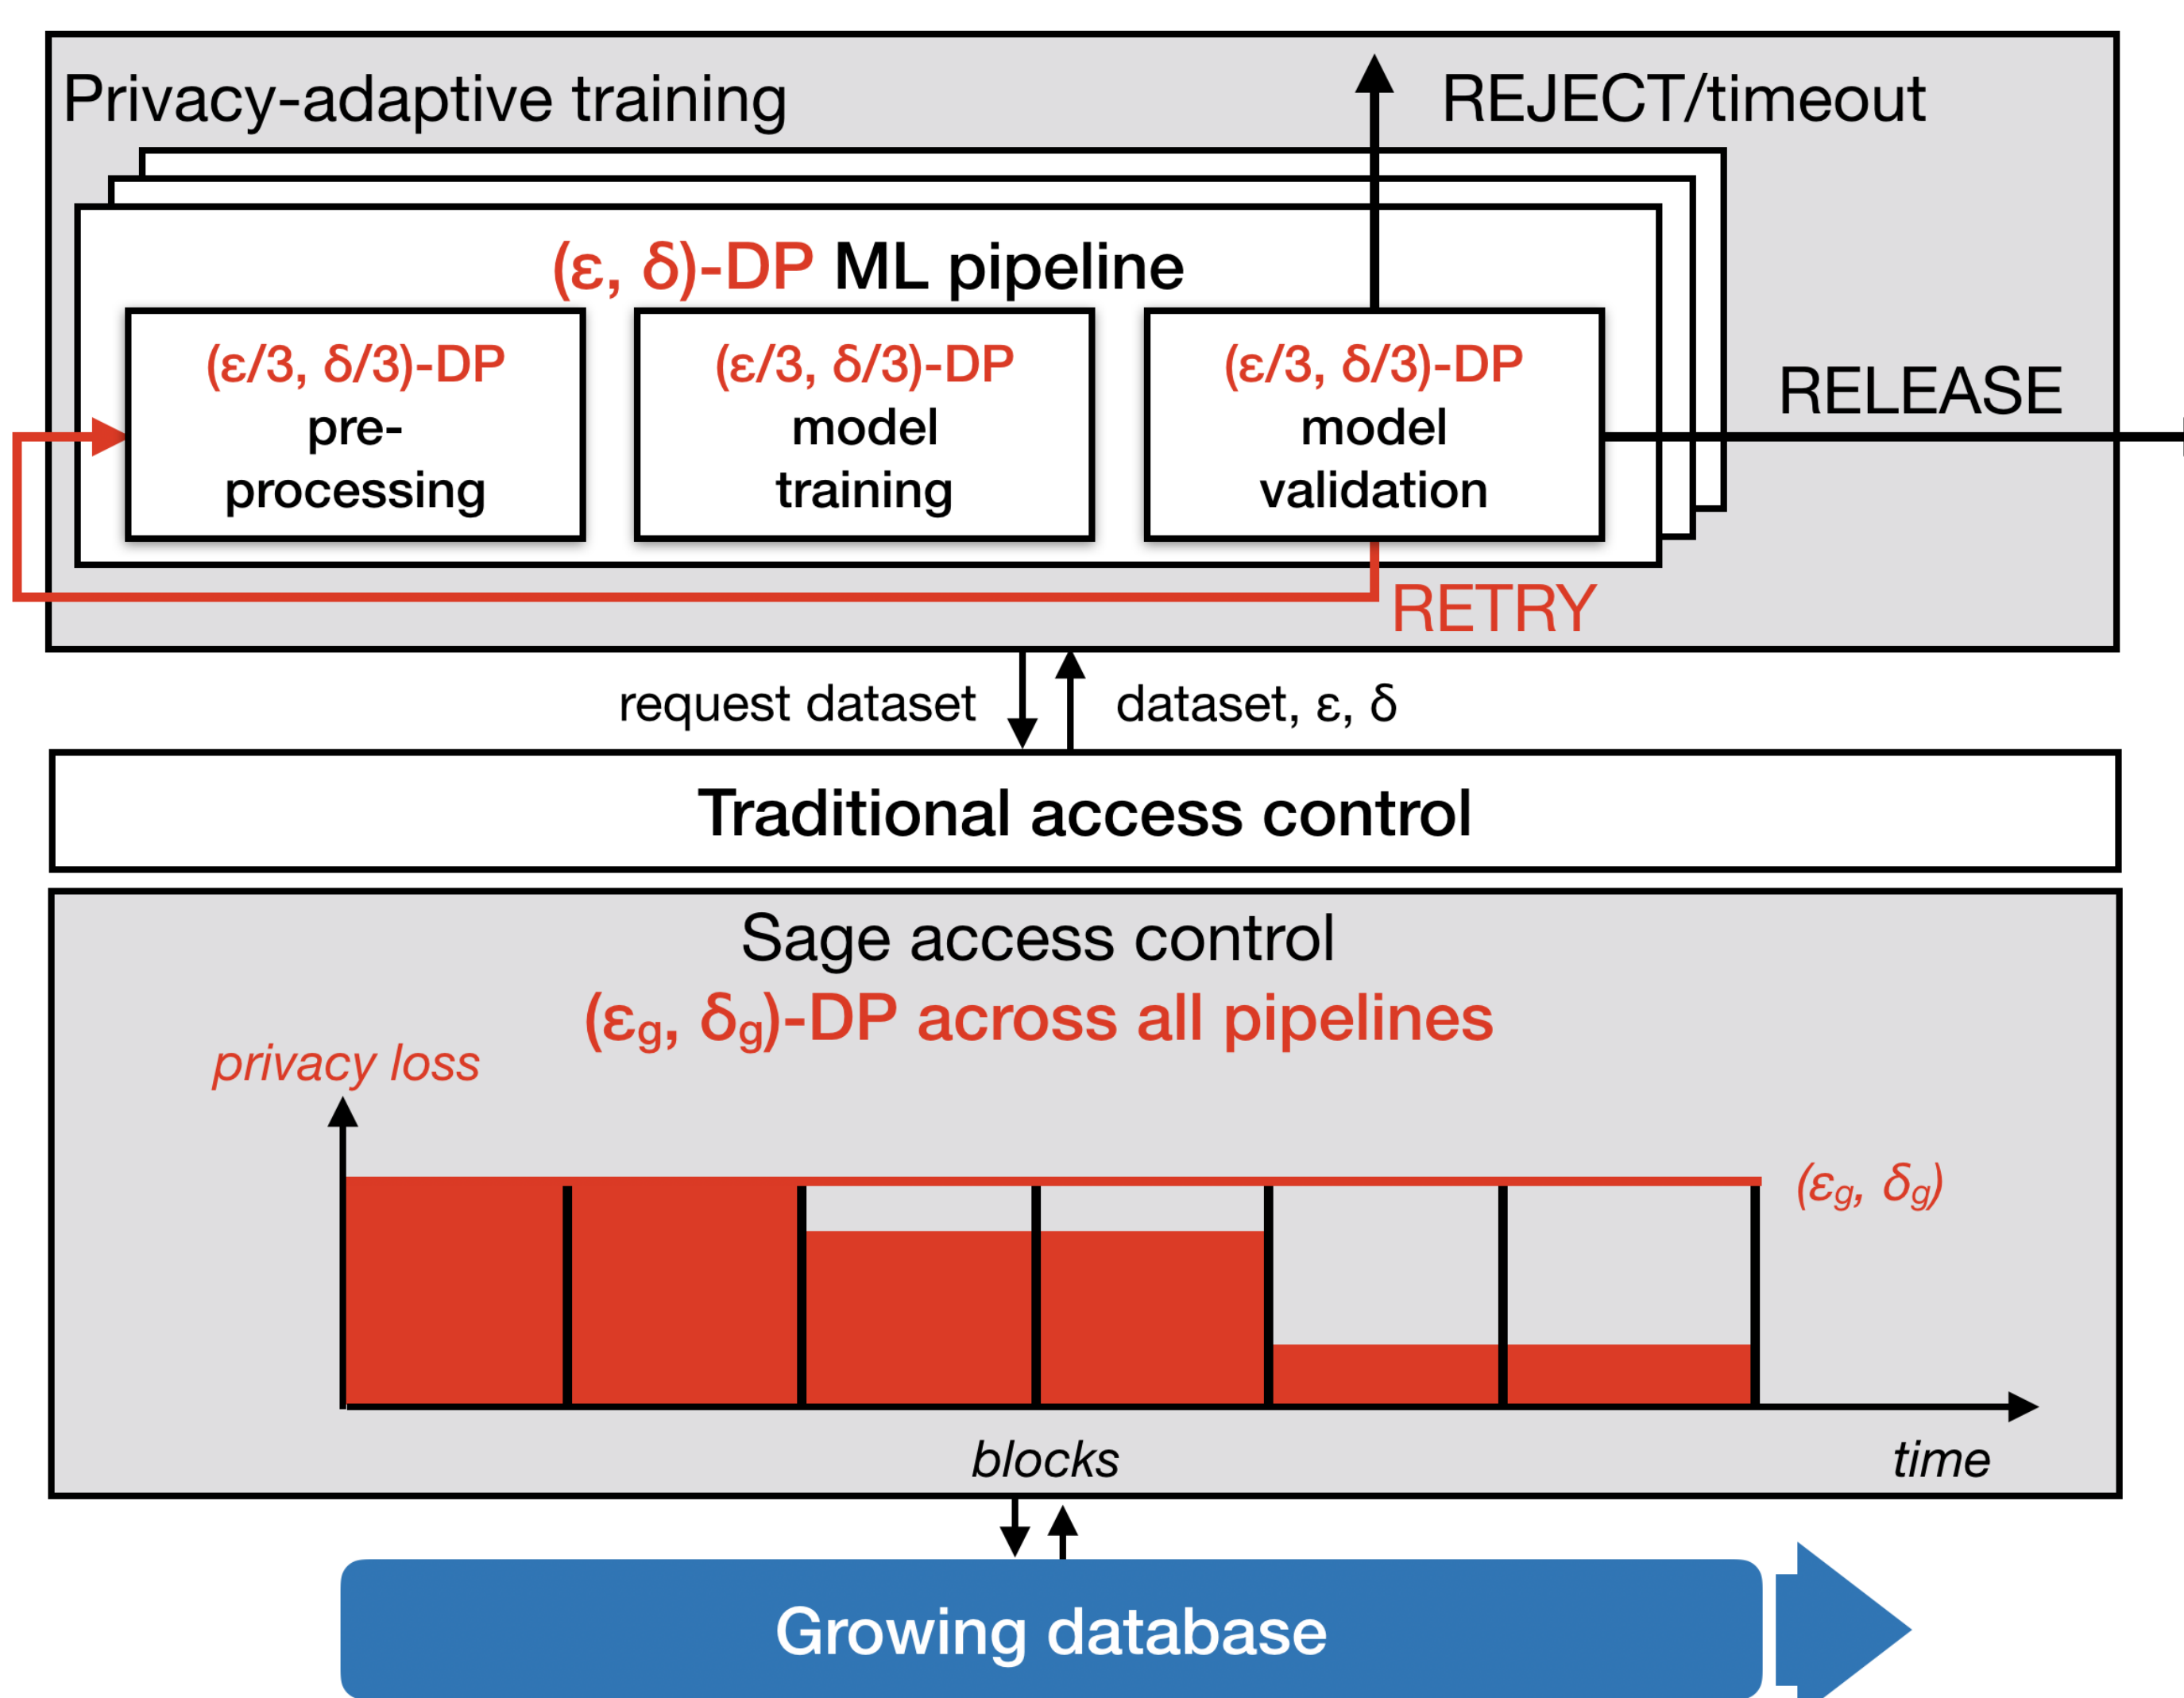 Privacy-adaptive training
REJECT/timeout
(ε, δ)-DP ML pipeline
(ε/3, δ/3)-DP
pre-
processing
(ε/3, δ/3)-DP
model
training
(ε/3, δ/3)-DP
model
validation
RELEASE
RETRY
request dataset
dataset, ε, δ
Traditional access control
Sage access control
(εg, δg)-DP across all pipelines
privacy loss
(εg, δg)
blocks
time
Growing database